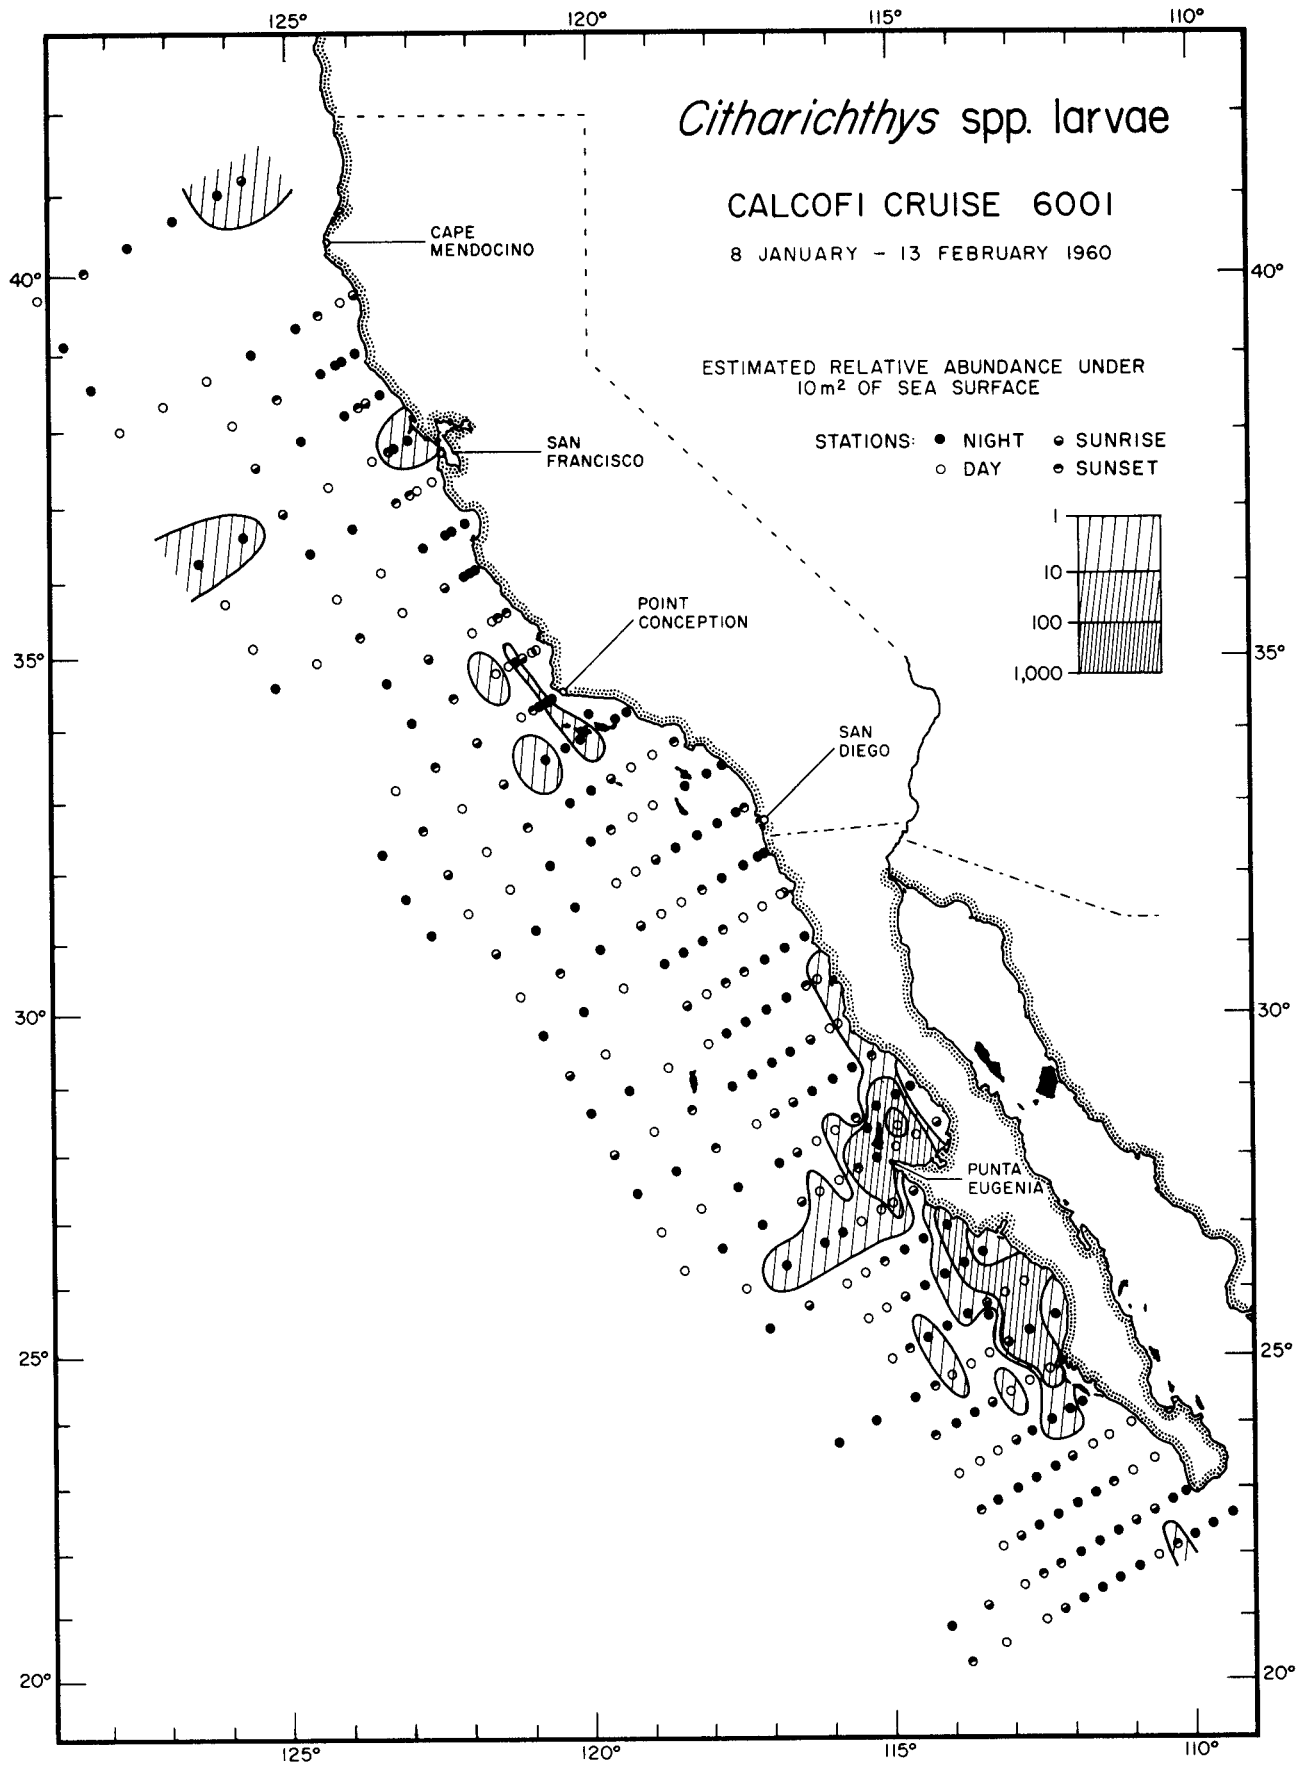 125° 120° 115° 110°
Citharichthys spp. larvae
CALCOFI CRUISE 6001
8 JANUARY – 13 FEBRUARY 1960
CAPE
MENDOCINO
40° 40°
ESTIMATED RELATIVE ABUNDANCE UNDER
10m² OF SEA SURFACE
STATIONS: NIGHT SUNRISE
DAY SUNSET
SAN
FRANCISCO
1
10
100
1,000
POINT
CONCEPTION
35° 35°
SAN
DIEGO
30° 30°
PUNTA
EUGENIA
25° 25°
20° 20°
125° 120° 115° 110°